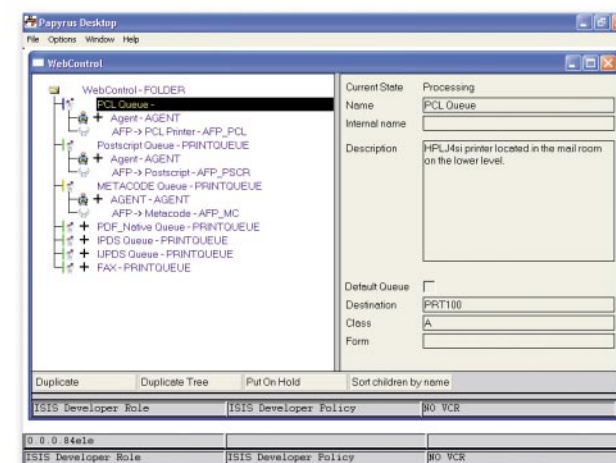 Papyrus Desktop
File Options Window Help
WebControl
WebControl - FOLDER
PCL Queue -
Agent - AGENT
AFP -> PCL Printer - AFP_PCL
Postscript Queue - PRINTQUEUE
Agent - AGENT
AFP -> Postscript - AFP_PSCR
METACODE Queue - PRINTQUEUE
AGENT - AGENT
AFP -> Metacode - AFP_MC
PDF_Native Queue - PRINTQUEUE
IPDS Queue - PRINTQUEUE
IJPDS Queue - PRINTQUEUE
FAX - PRINTQUEUE
Current State Processing
Name PCL Queue
Internal name
Description HPLJ4si printer located in the mail room
on the lower level.
Default Queue
Destination PRT100
Class A
Form
Duplicate Duplicate Tree Put On Hold Sort children by name
ISIS Developer Role ISIS Developer Policy NO VCR
0.0.0.84e1e
ISIS Developer Role ISIS Developer Policy NO VCR